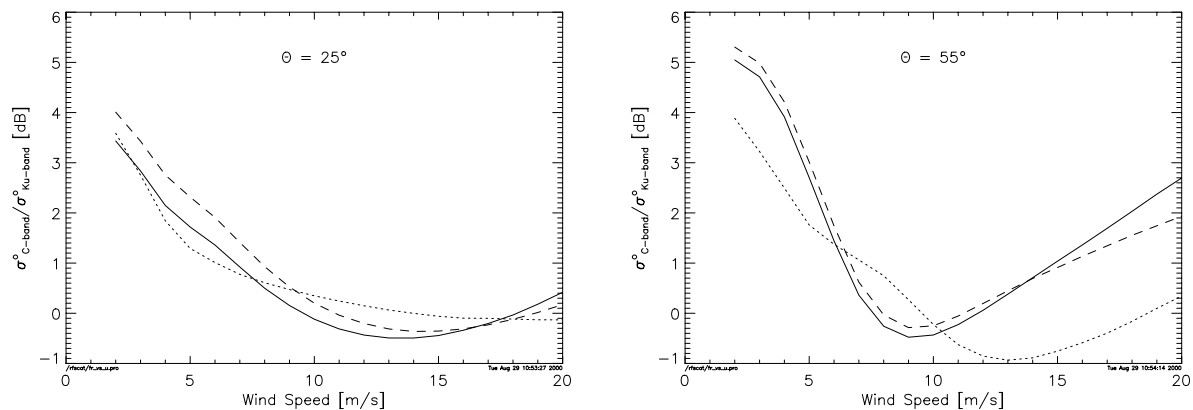 6
5
4
3
2
1
0
−1
σ°C−band/σ°Ku−band [dB]
Θ = 25°
/rfscat/fr_vs_u.pro
Tue Aug 29 10:53:27 2000
0 5 10 15 20
Wind Speed [m/s]
6
5
4
3
2
1
0
−1
σ°C−band/σ°Ku−band [dB]
Θ = 55°
/rfscat/fr_vs_u.pro
Tue Aug 29 10:54:14 2000
0 5 10 15 20
Wind Speed [m/s]